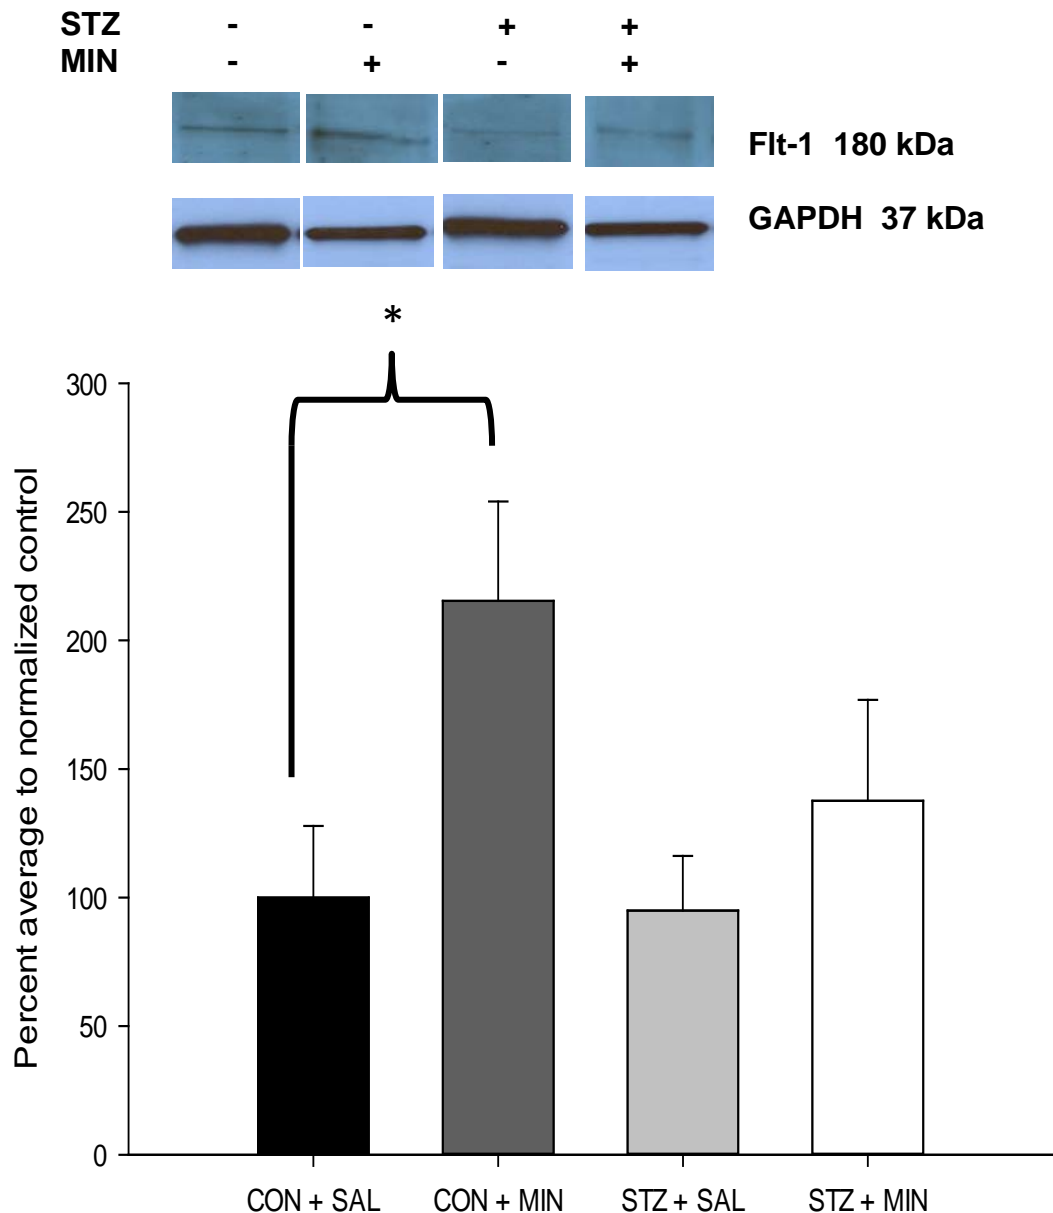 STZ - - + +
MIN - + - +
Flt-1 180 kDa
GAPDH 37 kDa
*
300
250
200
150
100
50
0
Percent average to normalized control
CON + SAL CON + MIN STZ + SAL STZ + MIN